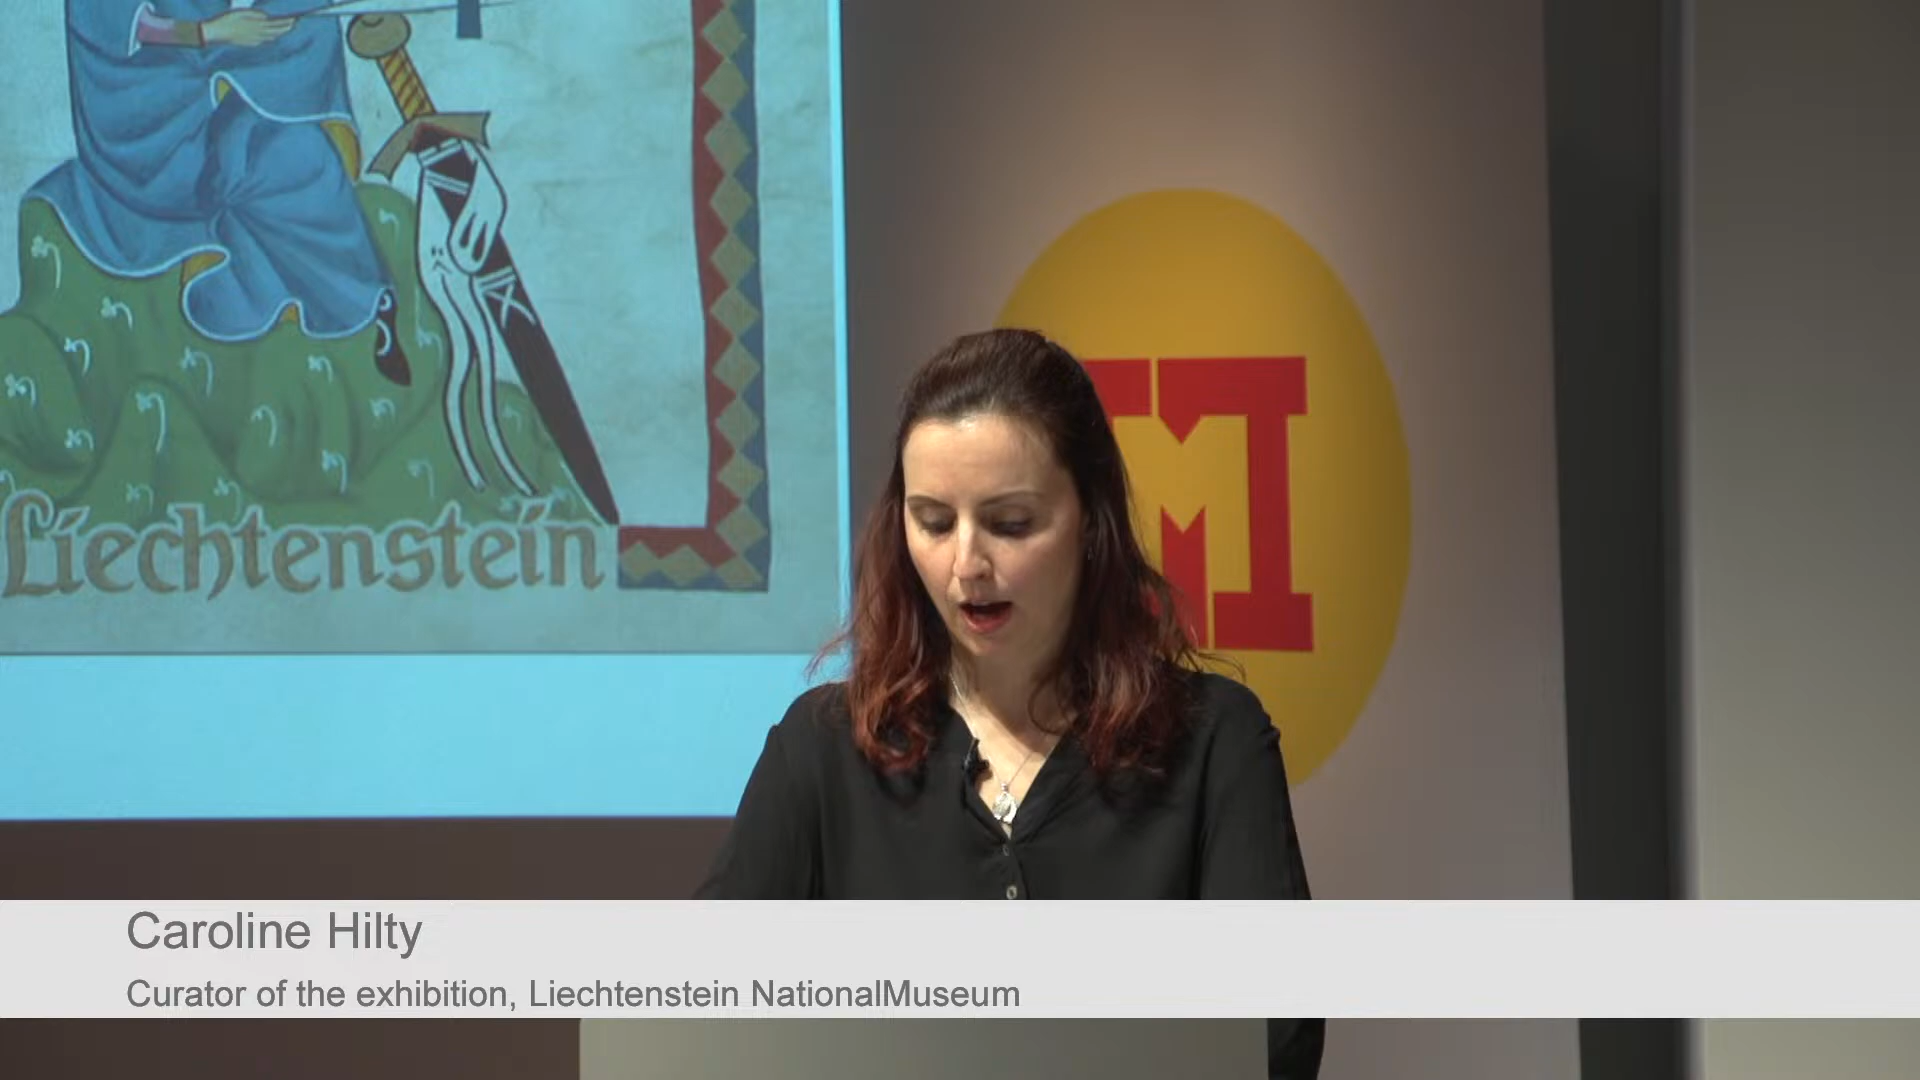 Liechtenstein
M
Caroline Hilty
Curator of the exhibition, Liechtenstein NationalMuseum